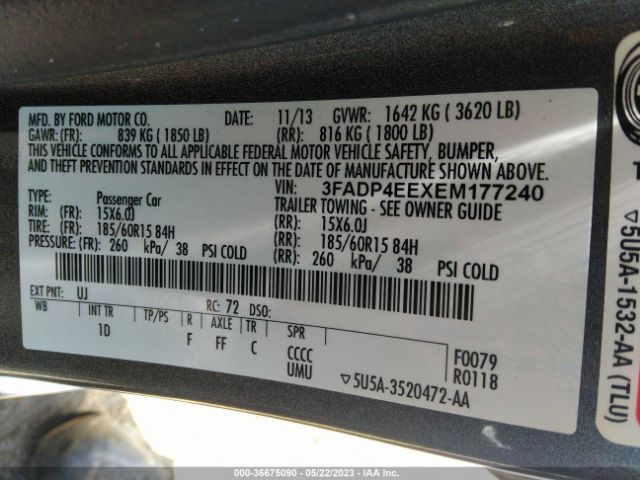 MFD. BY FORD MOTOR CO. DATE: 11/13 GVWR: 1642 KG ( 3620 LB)
GAWR: (FR): 839 KG ( 1850 LB) (RR): 816 KG ( 1800 LB)
THIS VEHICLE CONFORMS TO ALL APPLICABLE FEDERAL MOTOR VEHICLE SAFETY, BUMPER,
AND THEFT PREVENTION STANDARDS IN EFFECT ON THE DATE OF MANUFACTURE SHOWN ABOVE.
VIN: 3FADP4EEXEM177240
TYPE: Passenger Car TRAILER TOWING - SEE OWNER GUIDE
RIM: (FR) 15X6.0J (RR) 15X6.0J
TIRE: (FR) 185/60R15 84H (RR) 185/60R15 84H
PRESSURE: (FR) 260 kPa/ 38 PSI COLD (RR) 260 kPa/ 38 PSI COLD
EXT PNT: UJ RC: 72 DSO:
WB INT TR TP/PS R AXLE TR SPR
1D F FF C CCCC F0079
UMU R0118
▽5U5A-3520472-AA
▽5U5A-1532-AA (TLU)
000-36675090 - 05/22/2023 - IAA Inc.